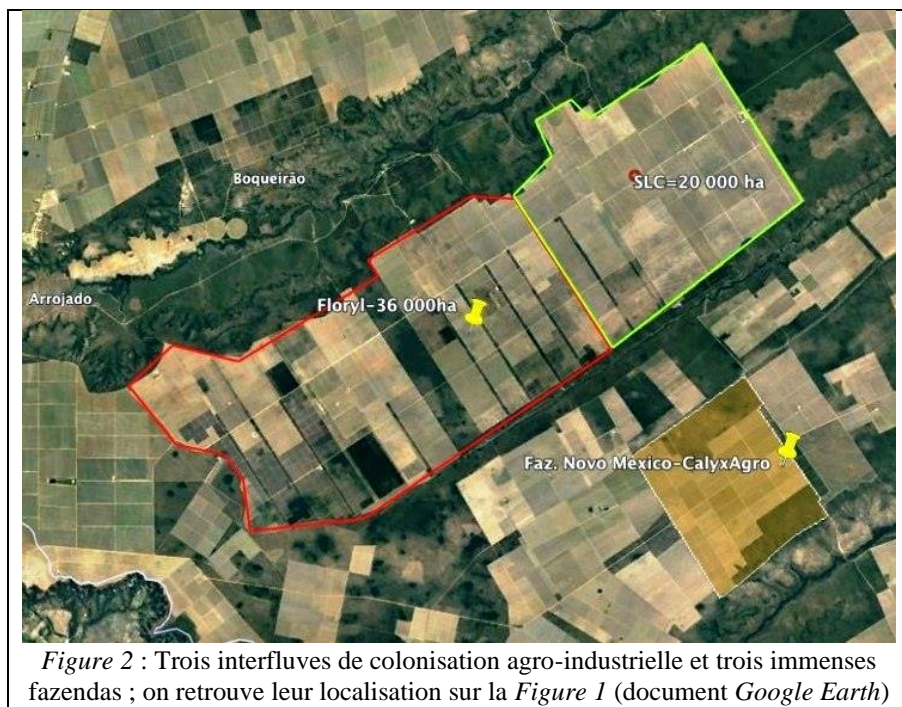 Boqueirão
SLC=20 000 ha
Arrojado
Floryl-36 000ha
Faz. Novo Mexico-CalyxAgro
Figure 2 : Trois interfluves de colonisation agro-industrielle et trois immenses
fazendas ; on retrouve leur localisation sur la Figure 1 (document Google Earth)